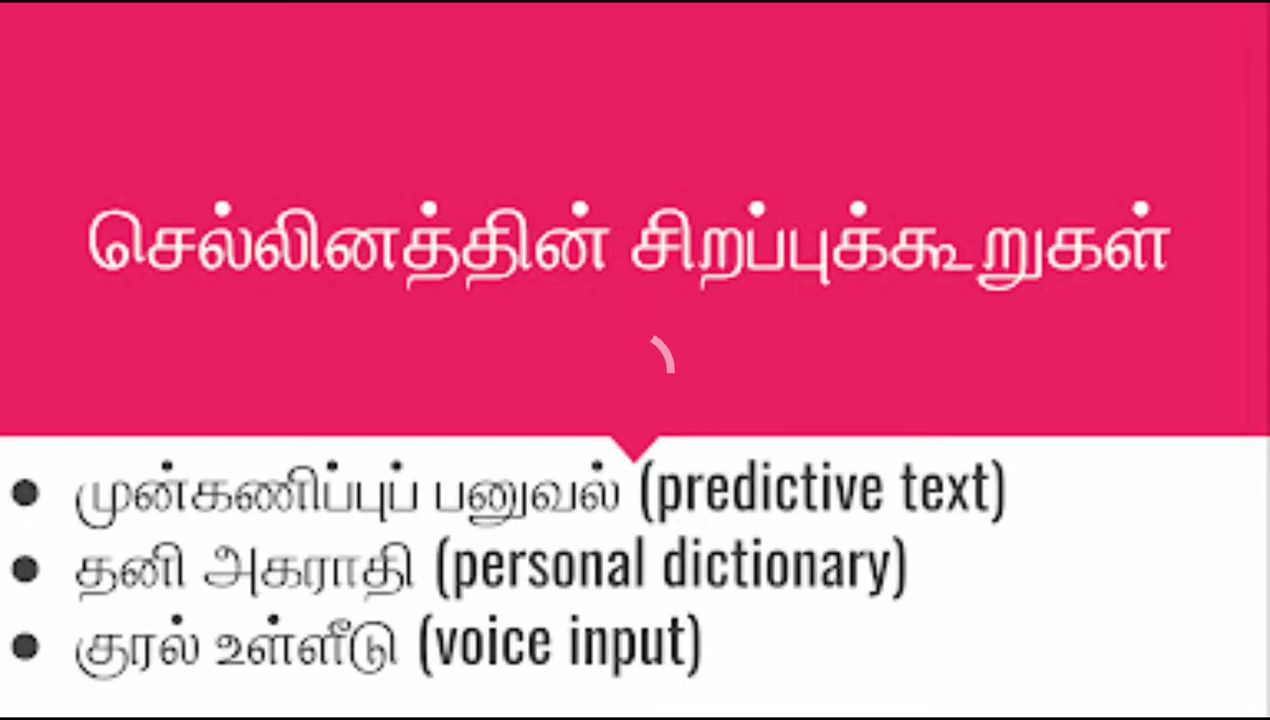 செல்லினத்தின் சிறப்புக்கூறுகள்
● முன்கணிப்புப் பனுவல் (predictive text)
● தனி அகராதி (personal dictionary)
● குரல் உள்ளீடு (voice input)